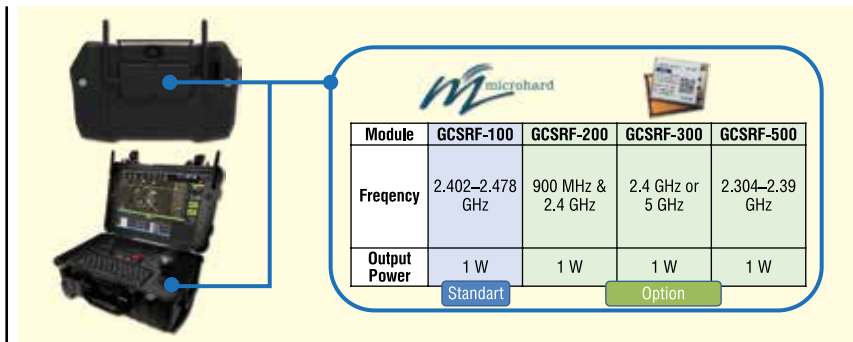 microhard
Module GCSRF-100 GCSRF-200 GCSRF-300 GCSRF-500
Freqency 2.402–2.478 GHz 900 MHz & 2.4 GHz 2.4 GHz or 5 GHz 2.304–2.39 GHz
Output Power 1 W 1 W 1 W 1 W
Standart Option